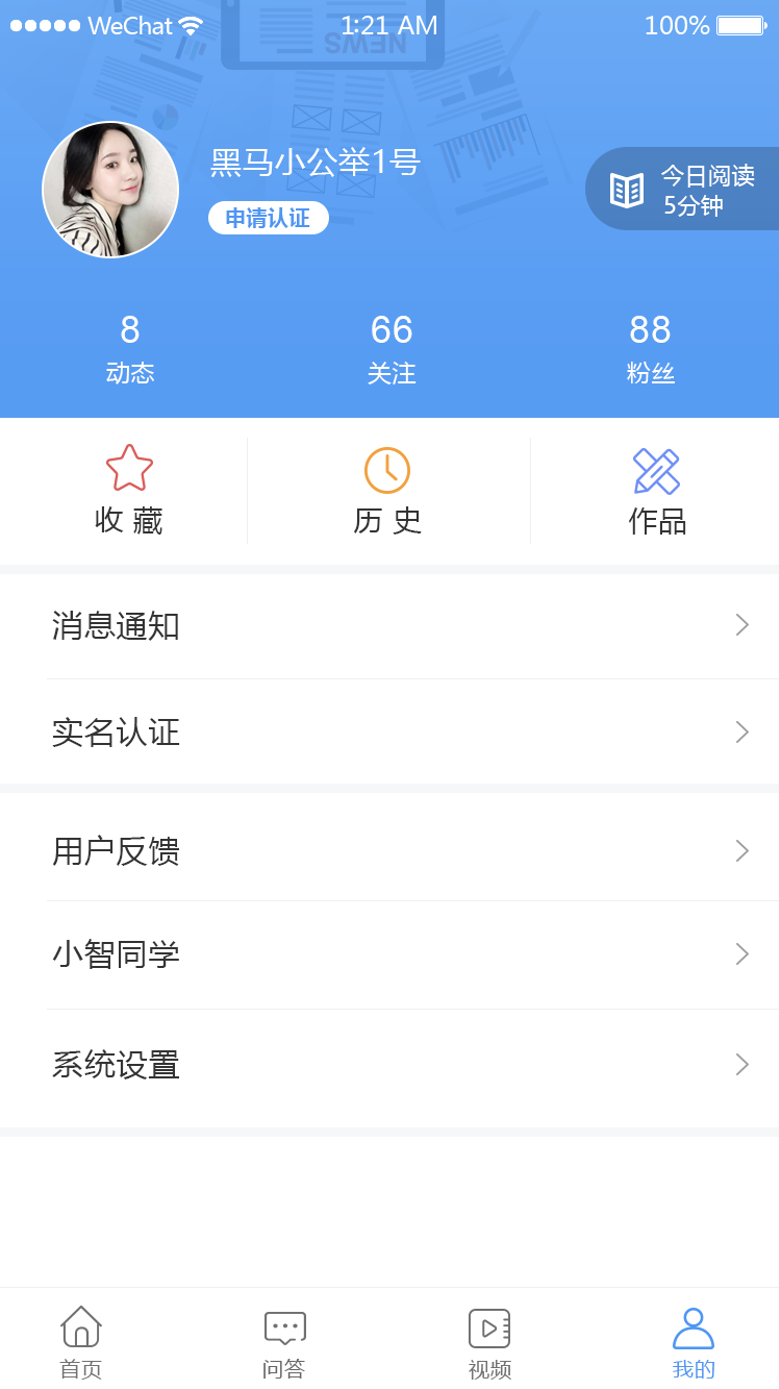 WeChat 1:21 AM 100%
NEWS
黑马小公举1号
申请认证
今日阅读
5分钟
8 66 88
动态 关注 粉丝
收 藏 历 史 作品
消息通知
实名认证
用户反馈
小智同学
系统设置
首页 问答 视频 我的